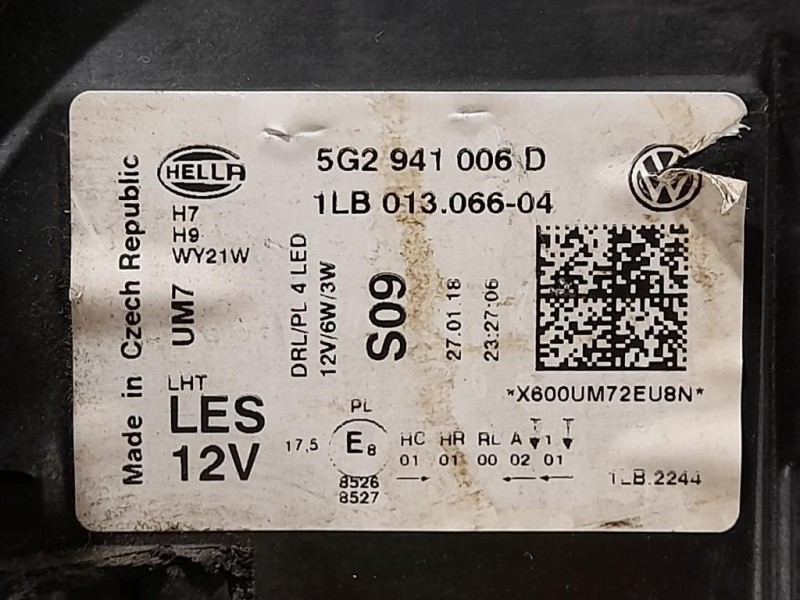 Made in Czech Republic
HELLA
5G2 941 006 D
1LB 013.066-04
H7
H9
WY21W
UM7
DRL/PL 4 LED
12V/6W/3W
S09
27.01.18
23:27:06
*X600UM72EU8N*
LHT
LES
12V
PL
17,5
E8
8526
8527
HC HR RL A 1
01 01 00 02 01
1LB.2244
VW